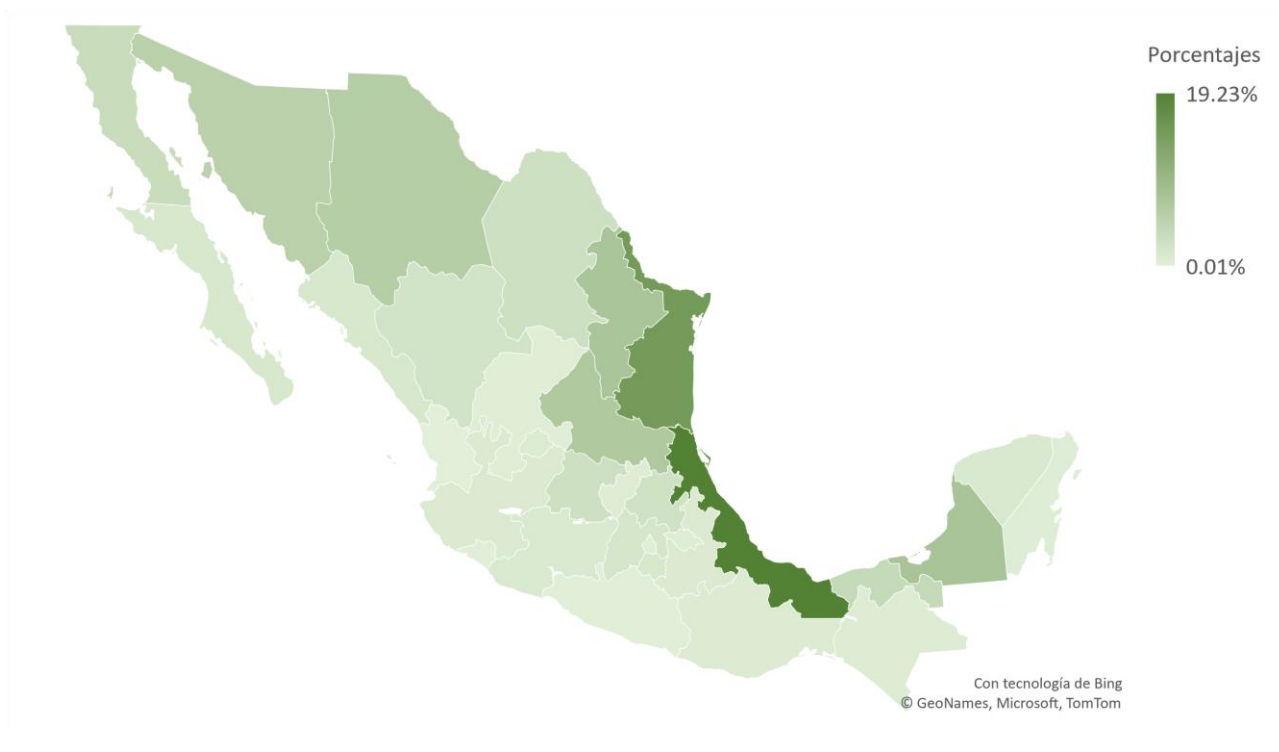 Porcentajes
19.23%
0.01%
Con tecnología de Bing
© GeoNames, Microsoft, TomTom